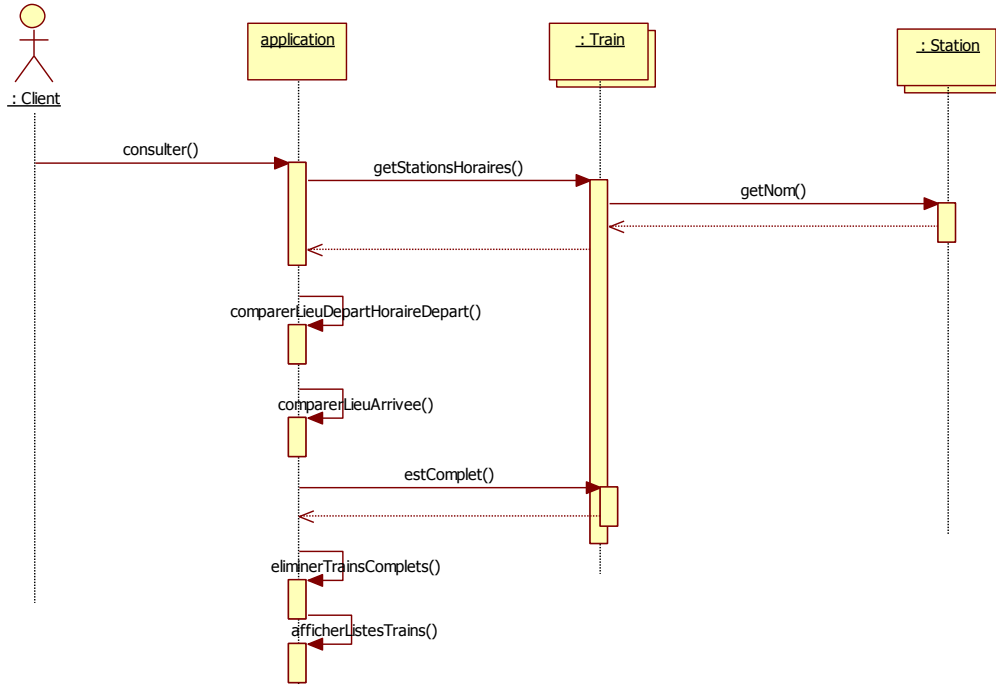 application
: Train
: Station
: Client
consulter()
getStationsHoraires()
getNom()
comparerLieuDepartHoraireDepart()
comparerLieuArrivee()
estComplet()
eliminerTrainsComplets()
afficherListesTrains()